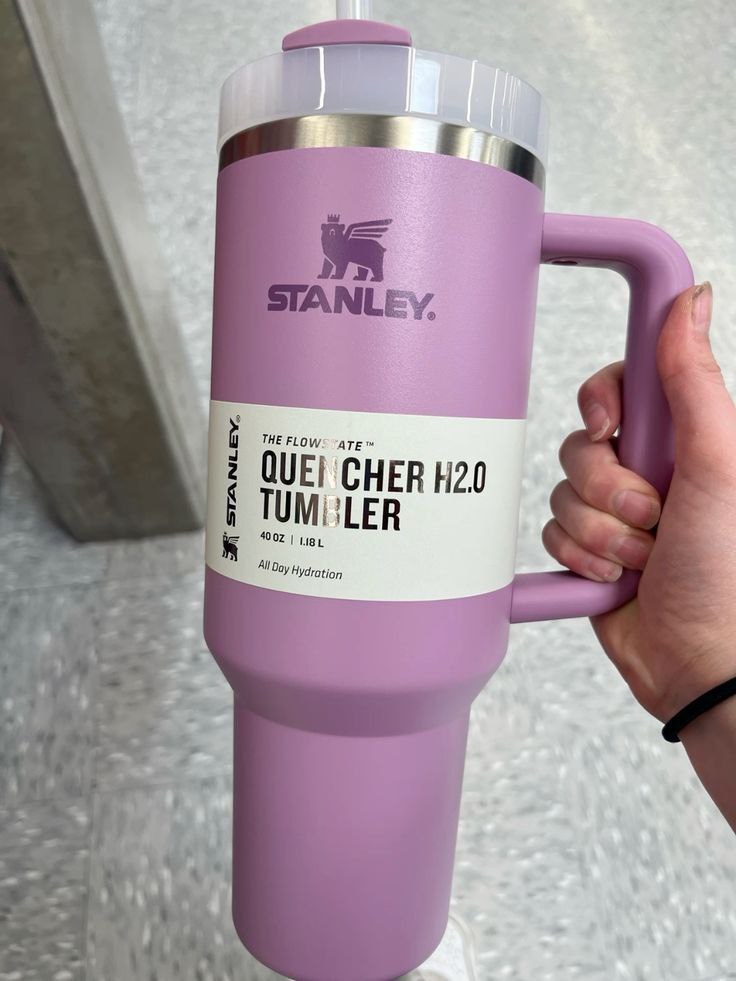 STANLEY®
STANLEY®
THE FLOWSTATE™
QUENCHER H2.0
TUMBLER
40 OZ | 1.18 L
All Day Hydration